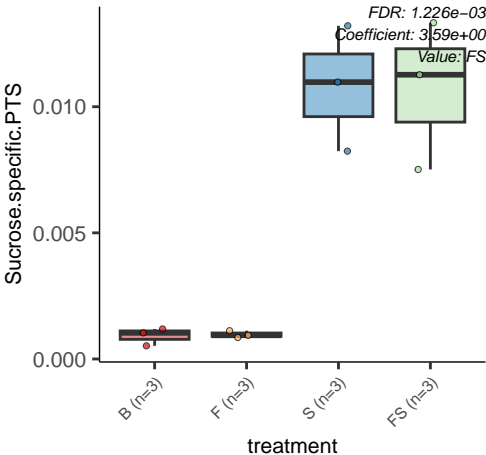 FDR: 1.226e−03
Coefficient: 3.59e+00
Value: FS
Sucrose.specific.PTS
0.010
0.005
0.000
B (n=3)
F (n=3)
S (n=3)
FS (n=3)
treatment